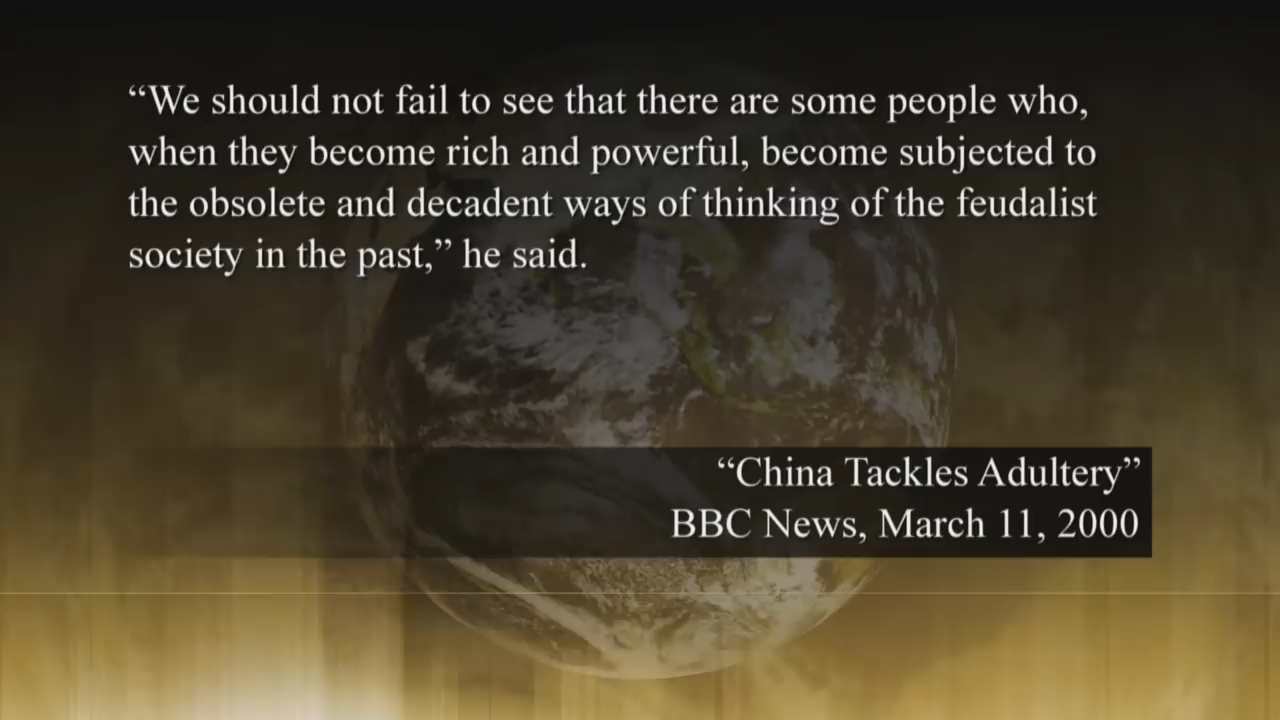 “We should not fail to see that there are some people who,
when they become rich and powerful, become subjected to
the obsolete and decadent ways of thinking of the feudalist
society in the past,” he said.
“China Tackles Adultery”
BBC News, March 11, 2000